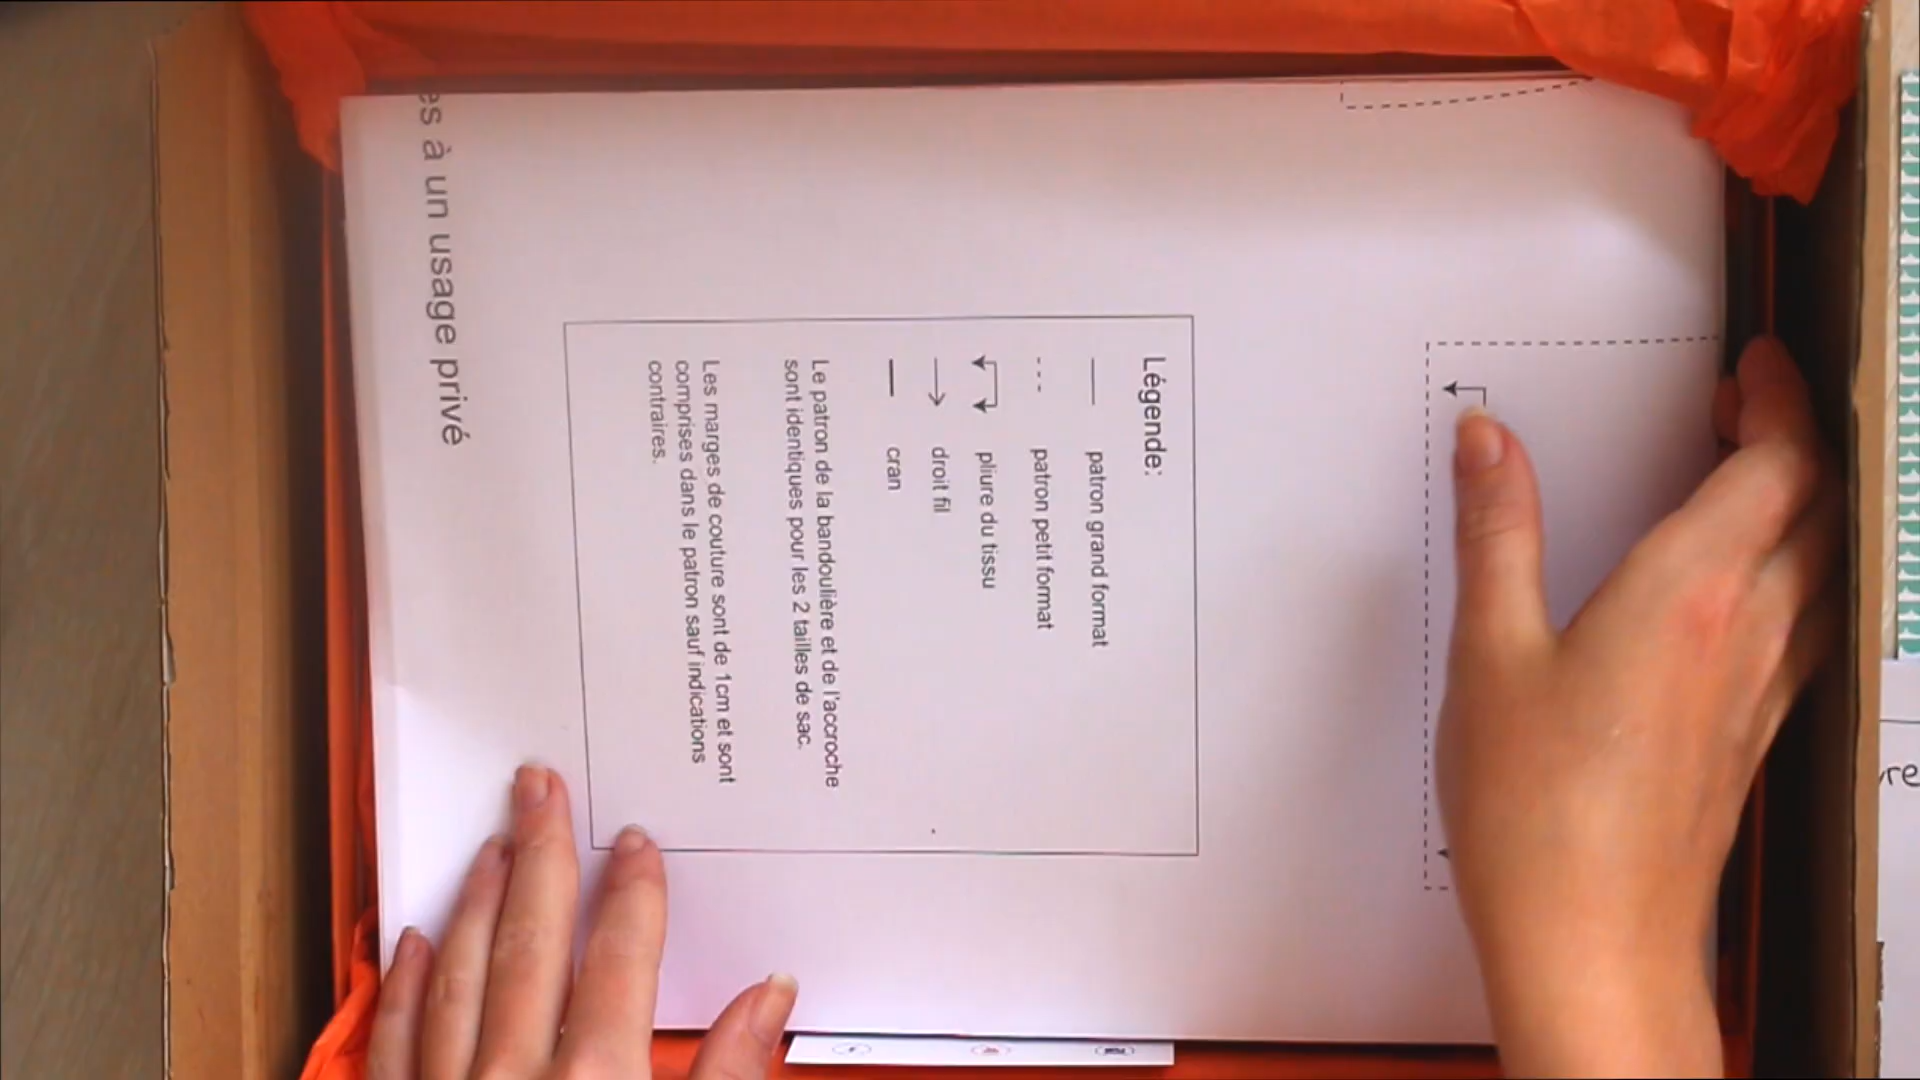 Légende:
patron grand format
patron petit format
pliure du tissu
droit fil
cran
Le patron de la bandoulière et de l'accroche
sont identiques pour les 2 tailles de sac.
Les marges de couture sont de 1cm et sont
comprises dans le patron sauf indications
contraires.
es à un usage privé
re